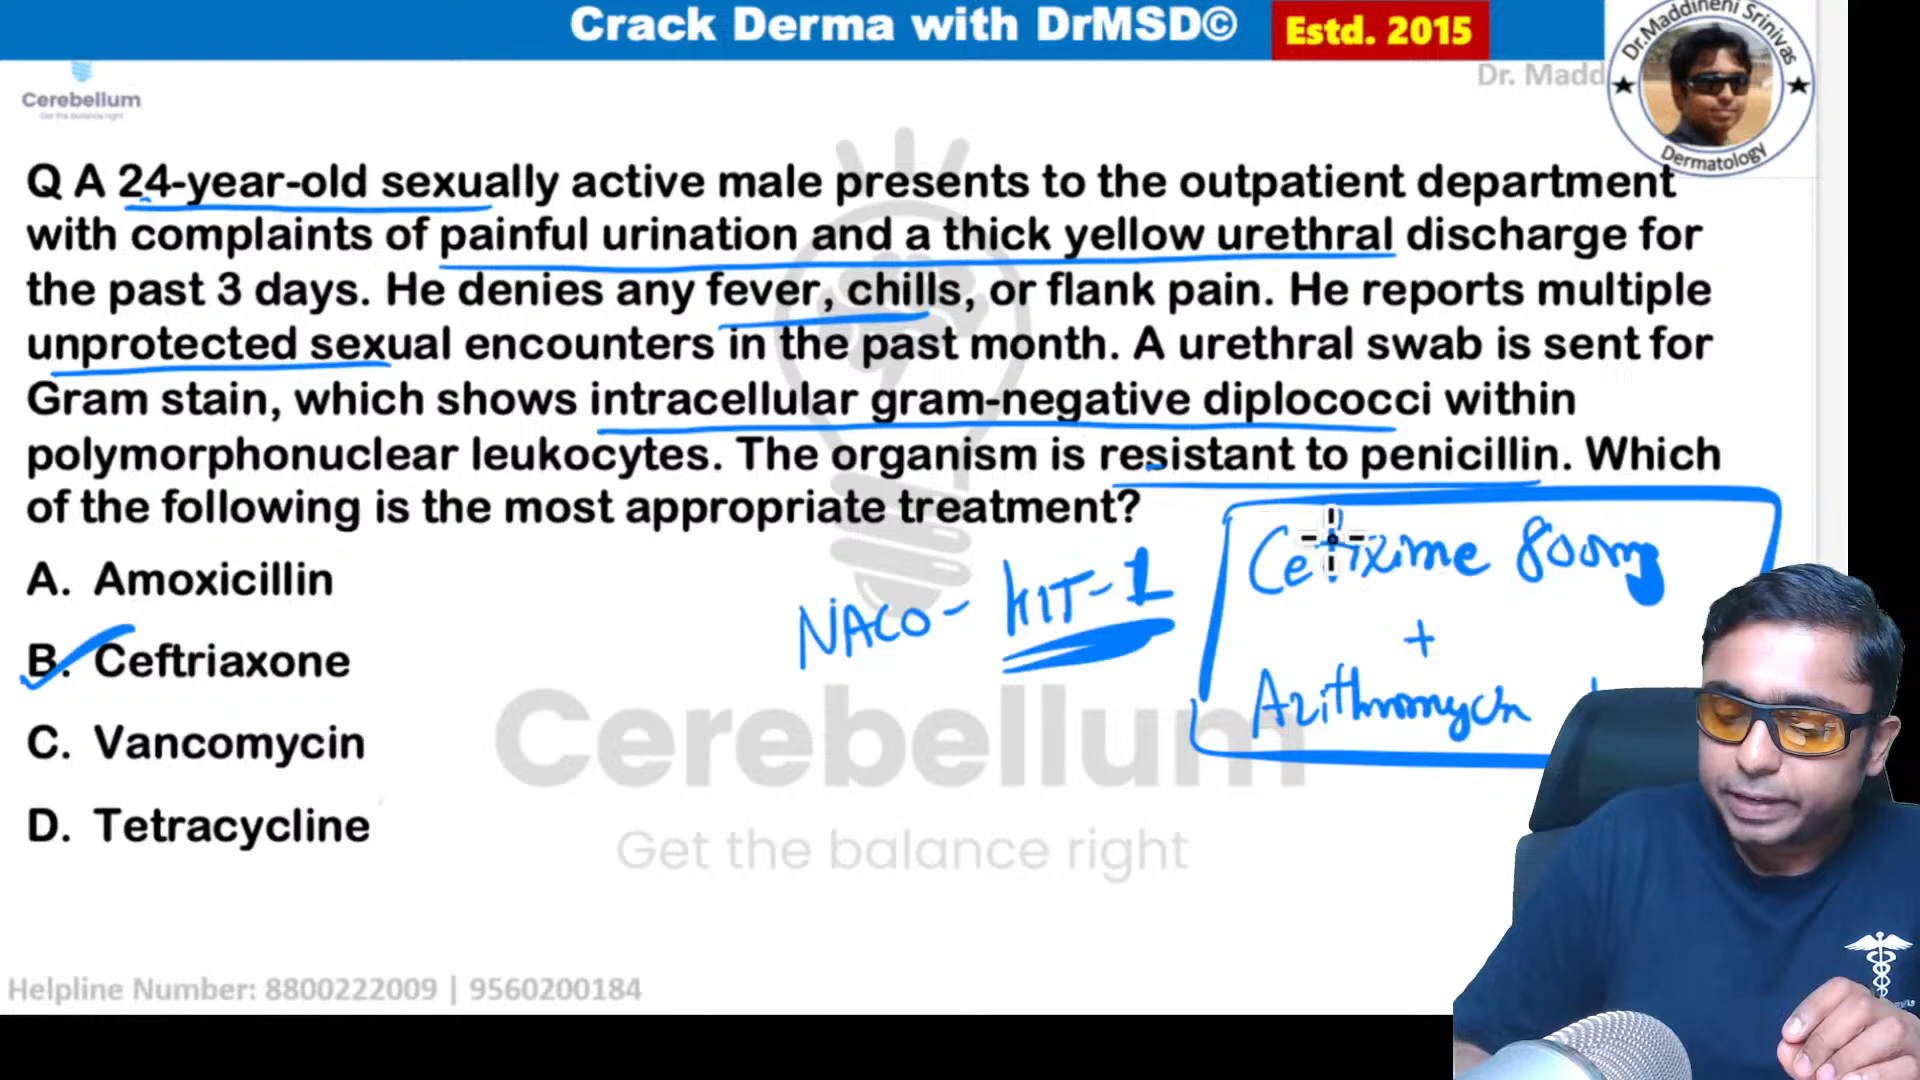 Crack Derma with DrMSD© Estd. 2015
Dr.Maddineni Srinivas
Dermatology
Dr. Madd
Cerebellum
Get the balance right
Q A 24-year-old sexually active male presents to the outpatient department
with complaints of painful urination and a thick yellow urethral discharge for
the past 3 days. He denies any fever, chills, or flank pain. He reports multiple
unprotected sexual encounters in the past month. A urethral swab is sent for
Gram stain, which shows intracellular gram-negative diplococci within
polymorphonuclear leukocytes. The organism is resistant to penicillin. Which
of the following is the most appropriate treatment?
A. Amoxicillin
B. Ceftriaxone
C. Vancomycin
D. Tetracycline
NACO - KIT-1
Cefixime 800mg
+
Azithromycin
Cerebellum
Get the balance right
Helpline Number: 8800222009 | 9560200184